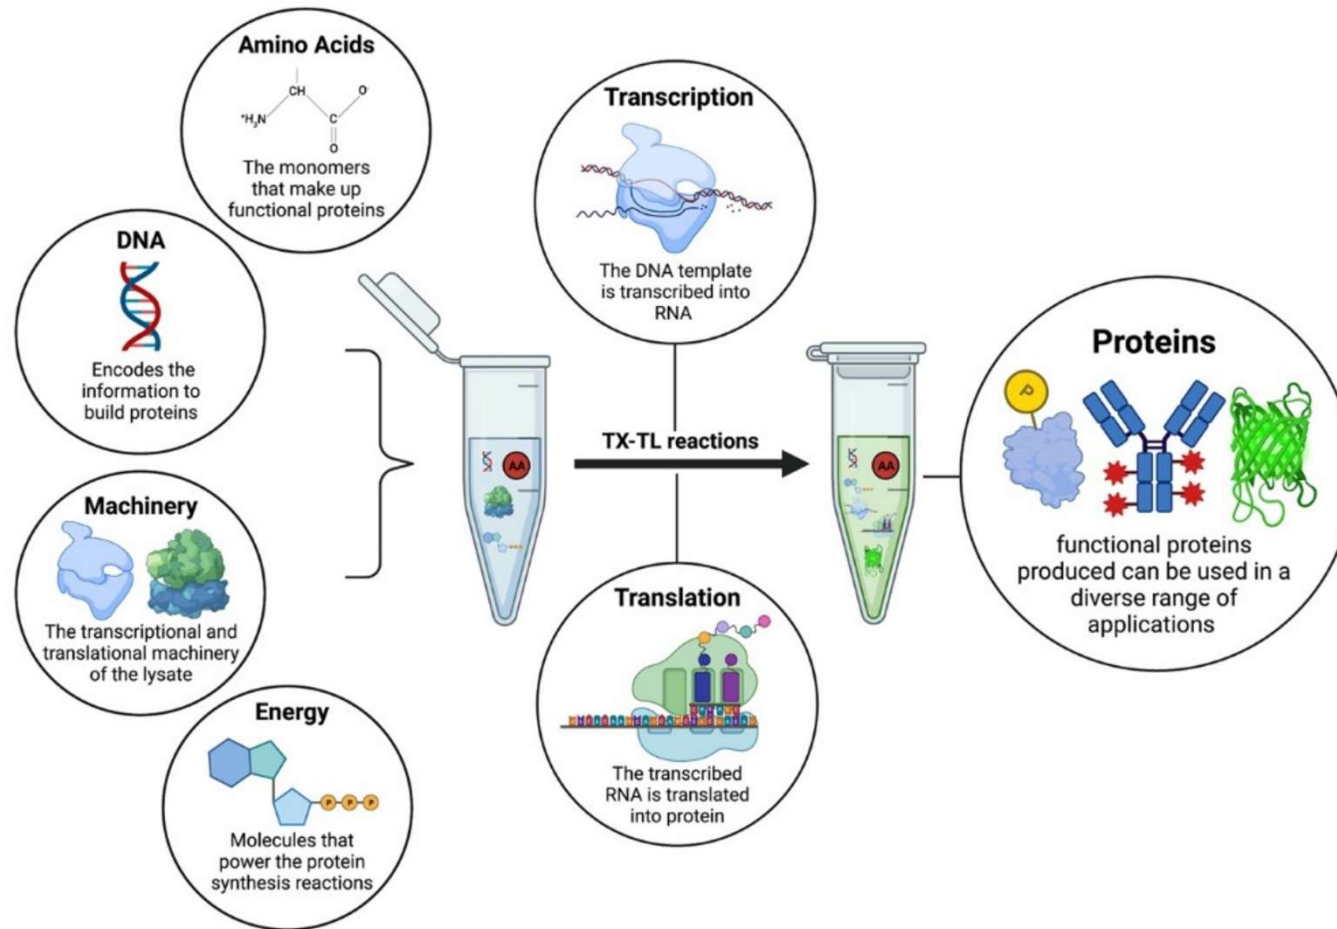 Amino Acids
CH
O-
+H3N
C
O
The monomers
that make up
functional proteins
DNA
Encodes the
information to
build proteins
Machinery
The transcriptional and
translational machinery
of the lysate
Energy
P P P
Molecules that
power the protein
synthesis reactions
AA
Transcription
The DNA template
is transcribed into
RNA
TX-TL reactions
Translation
The transcribed
RNA is translated
into protein
AA
Proteins
P
functional proteins
produced can be used in a
diverse range of
applications